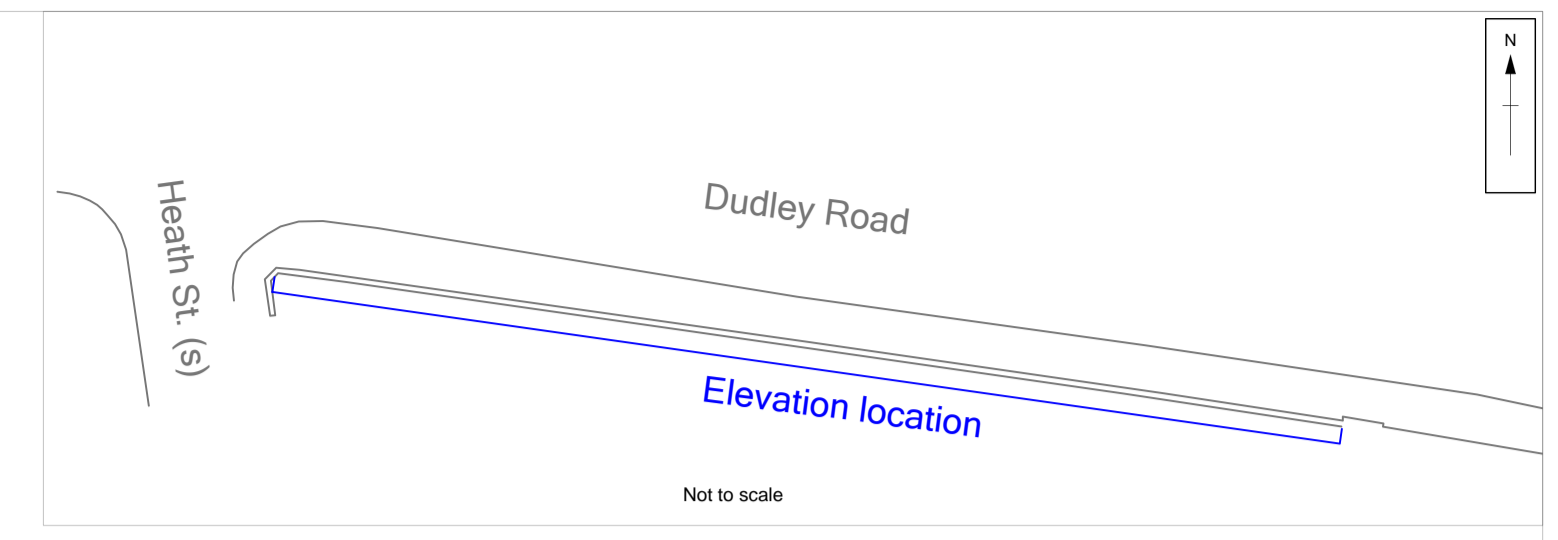 N
Dudley Road
Heath St. (s)
Elevation location
Not to scale